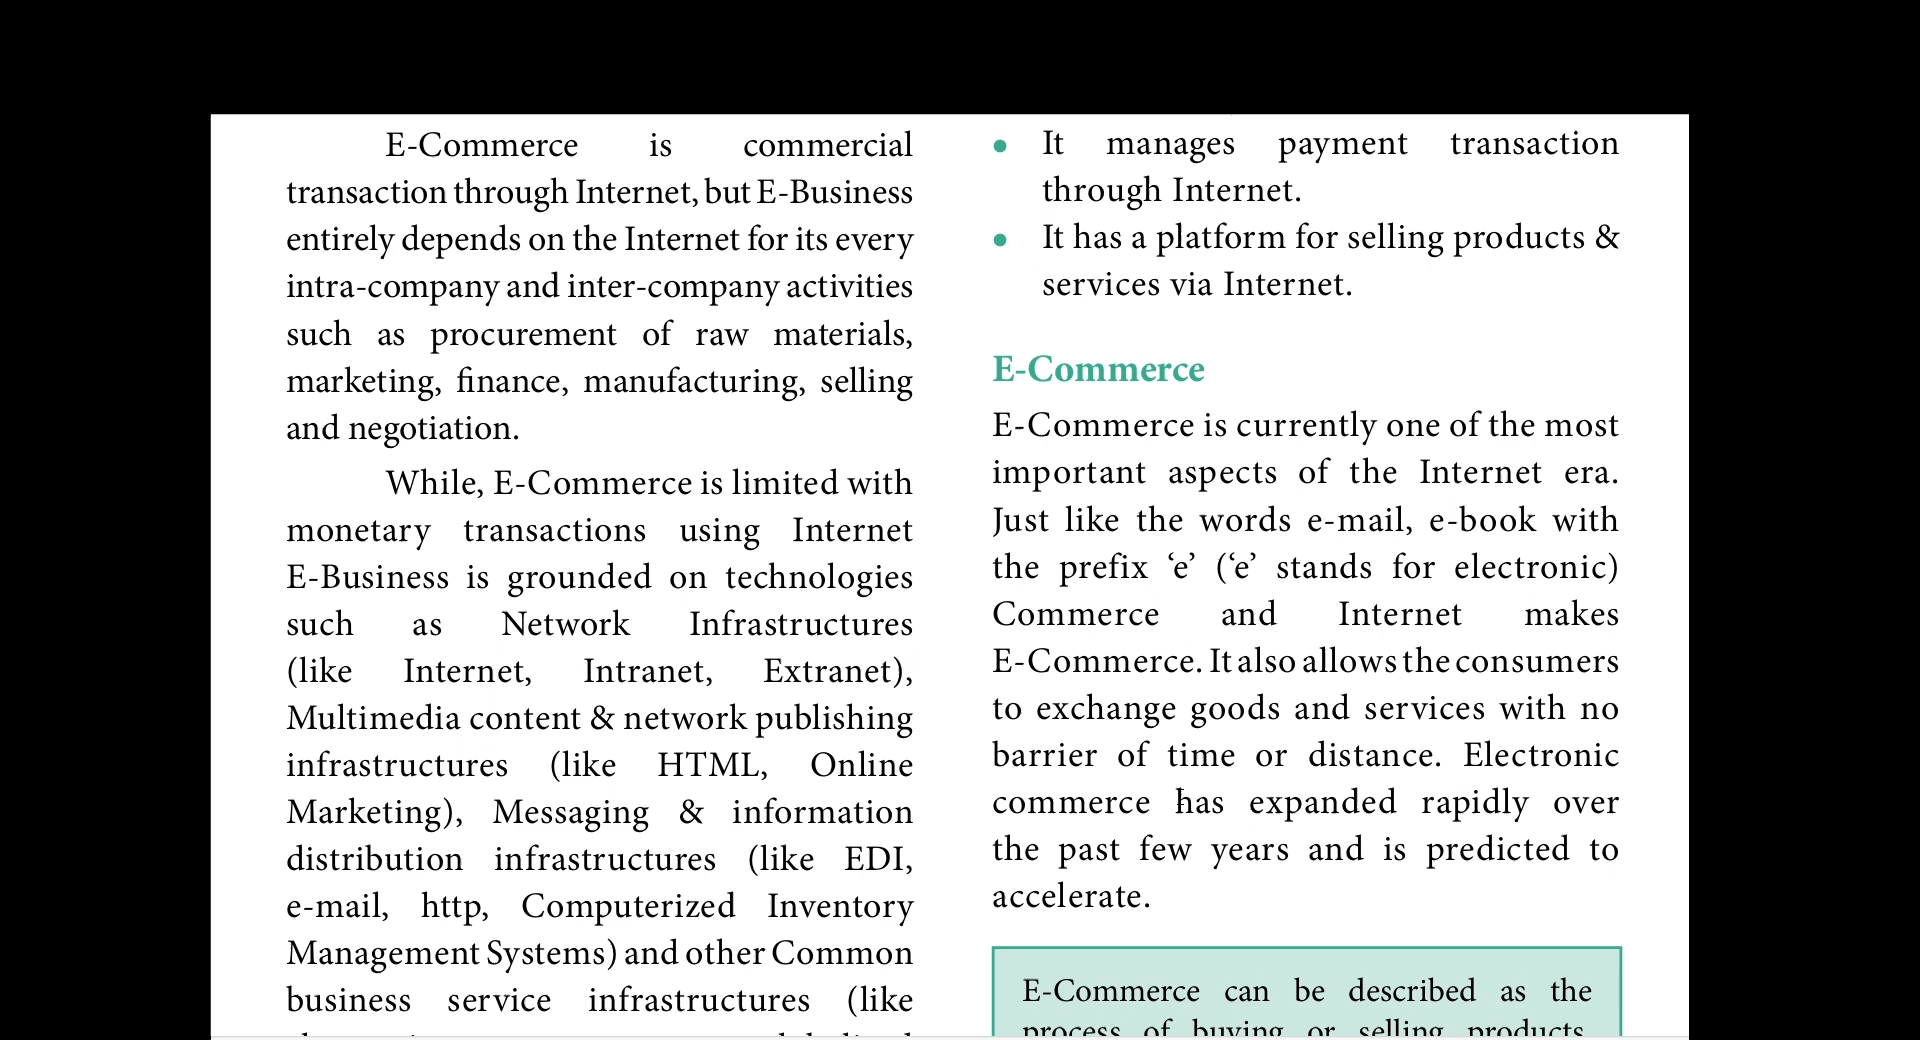 E-Commerce is commercial
transaction through Internet, but E-Business
entirely depends on the Internet for its every
intra-company and inter-company activities
such as procurement of raw materials,
marketing, finance, manufacturing, selling
and negotiation.
While, E-Commerce is limited with
monetary transactions using Internet
E-Business is grounded on technologies
such as Network Infrastructures
(like Internet, Intranet, Extranet),
Multimedia content & network publishing
infrastructures (like HTML, Online
Marketing), Messaging & information
distribution infrastructures (like EDI,
e-mail, http, Computerized Inventory
Management Systems) and other Common
business service infrastructures (like
• It manages payment transaction
through Internet.
• It has a platform for selling products &
services via Internet.
E-Commerce
E-Commerce is currently one of the most
important aspects of the Internet era.
Just like the words e-mail, e-book with
the prefix ‘e’ (‘e’ stands for electronic)
Commerce and Internet makes
E-Commerce. It also allows the consumers
to exchange goods and services with no
barrier of time or distance. Electronic
commerce has expanded rapidly over
the past few years and is predicted to
accelerate.
E-Commerce can be described as the
process of buying or selling products,